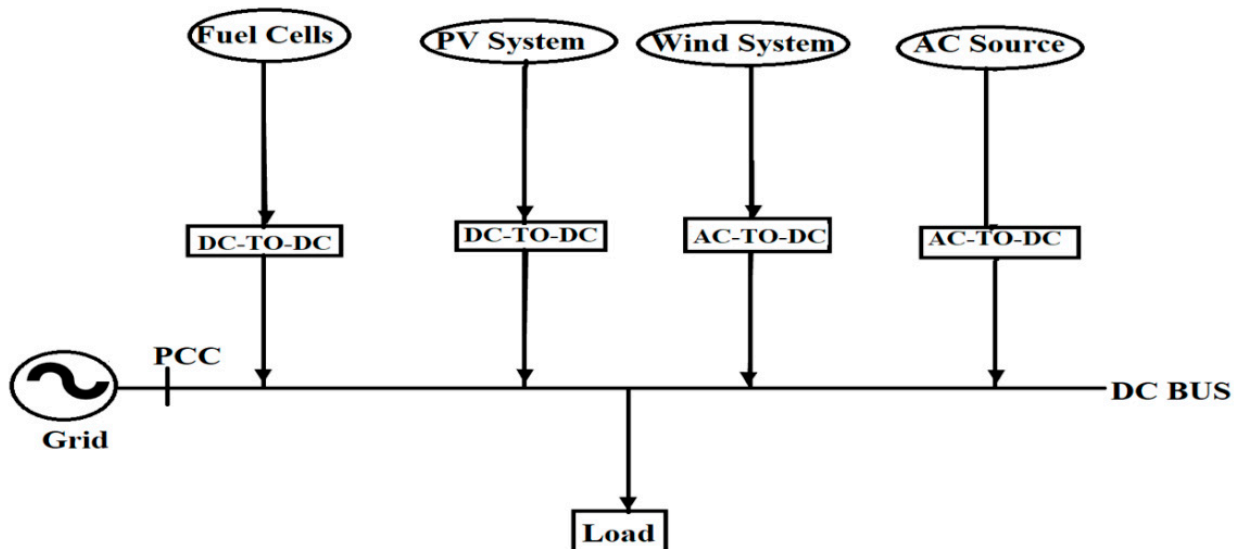 Fuel Cells
PV System
Wind System
AC Source
DC-TO-DC
DC-TO-DC
AC-TO-DC
AC-TO-DC
PCC
DC BUS
Grid
Load